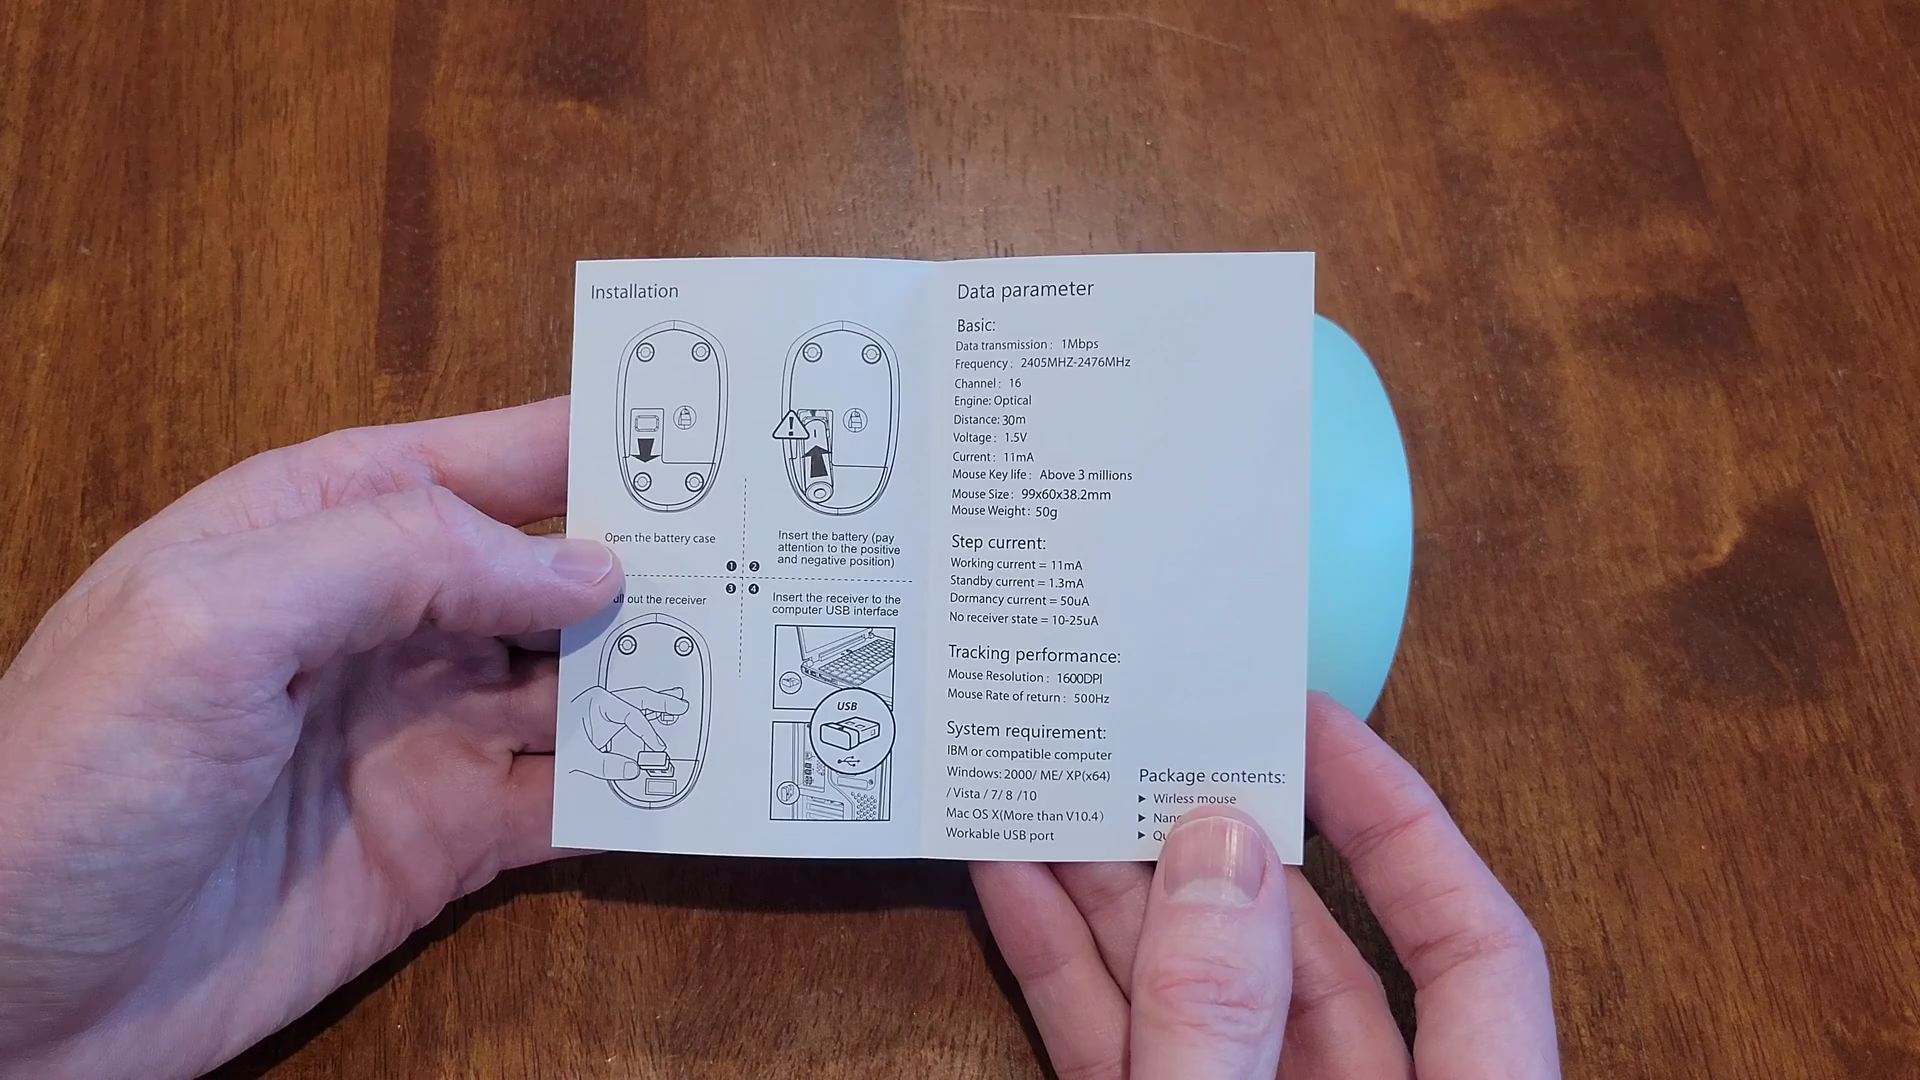 Installation
Open the battery case
1
Insert the battery (pay
attention to the positive
and negative position)
2
out the receiver
3
Insert the receiver to the
computer USB interface
4
USB
Data parameter
Basic:
Data transmission : 1Mbps
Frequency : 2405MHZ-2476MHz
Channel : 16
Engine: Optical
Distance: 30m
Voltage : 1.5V
Current : 11mA
Mouse Key life : Above 3 millions
Mouse Size : 99x60x38.2mm
Mouse Weight : 50g
Step current:
Working current = 11mA
Standby current = 1.3mA
Dormancy current = 50uA
No receiver state = 10-25uA
Tracking performance:
Mouse Resolution : 1600DPI
Mouse Rate of return : 500Hz
System requirement:
IBM or compatible computer
Windows: 2000/ ME/ XP(x64)
/ Vista / 7/ 8 /10
Mac OS X(More than V10.4)
Workable USB port
Package contents:
▶ Wirless mouse